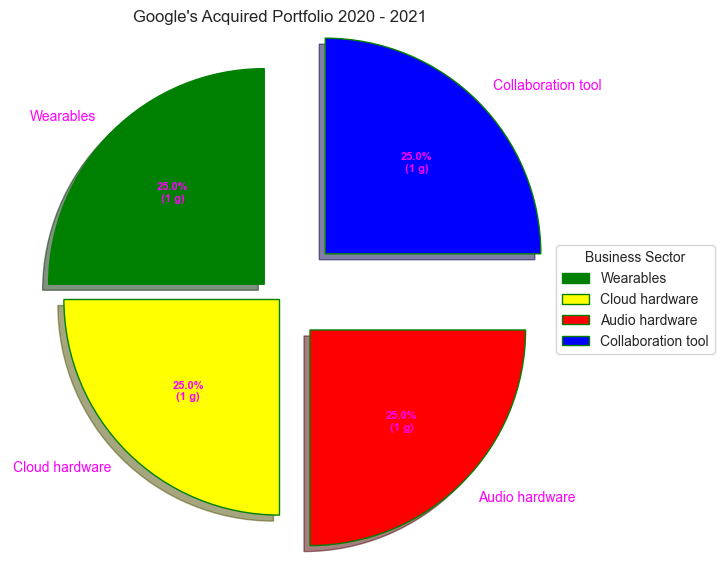 Google's Acquired Portfolio 2020 - 2021
Wearables
25.0%
(1 g)
Collaboration tool
25.0%
(1 g)
Cloud hardware
25.0%
(1 g)
Audio hardware
25.0%
(1 g)
Business Sector
Wearables
Cloud hardware
Audio hardware
Collaboration tool